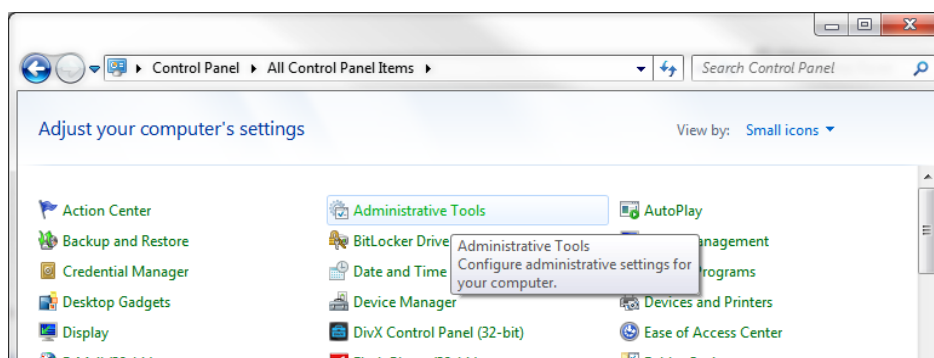 Control Panel ▸ All Control Panel Items ▸
Search Control Panel
Adjust your computer's settings
View by: Small icons
Action Center
Administrative Tools
AutoPlay
Backup and Restore
BitLocker Drive
anagement
Administrative Tools
Configure administrative settings for
your computer.
Credential Manager
Date and Time
Programs
Desktop Gadgets
Device Manager
Devices and Printers
Display
DivX Control Panel (32-bit)
Ease of Access Center